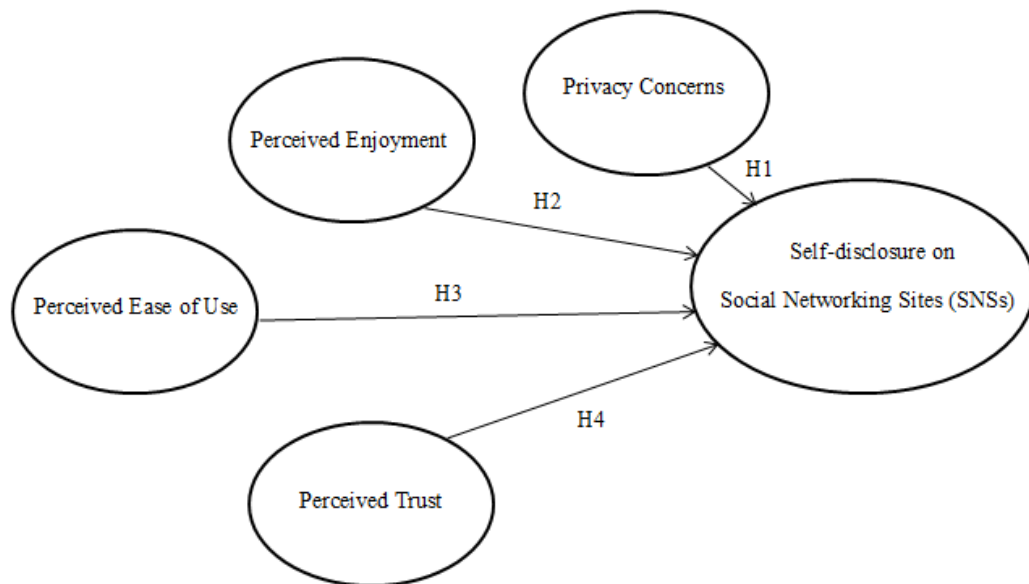 Privacy Concerns
Perceived Enjoyment
H1
H2
Self-disclosure on
Social Networking Sites (SNSs)
Perceived Ease of Use
H3
H4
Perceived Trust